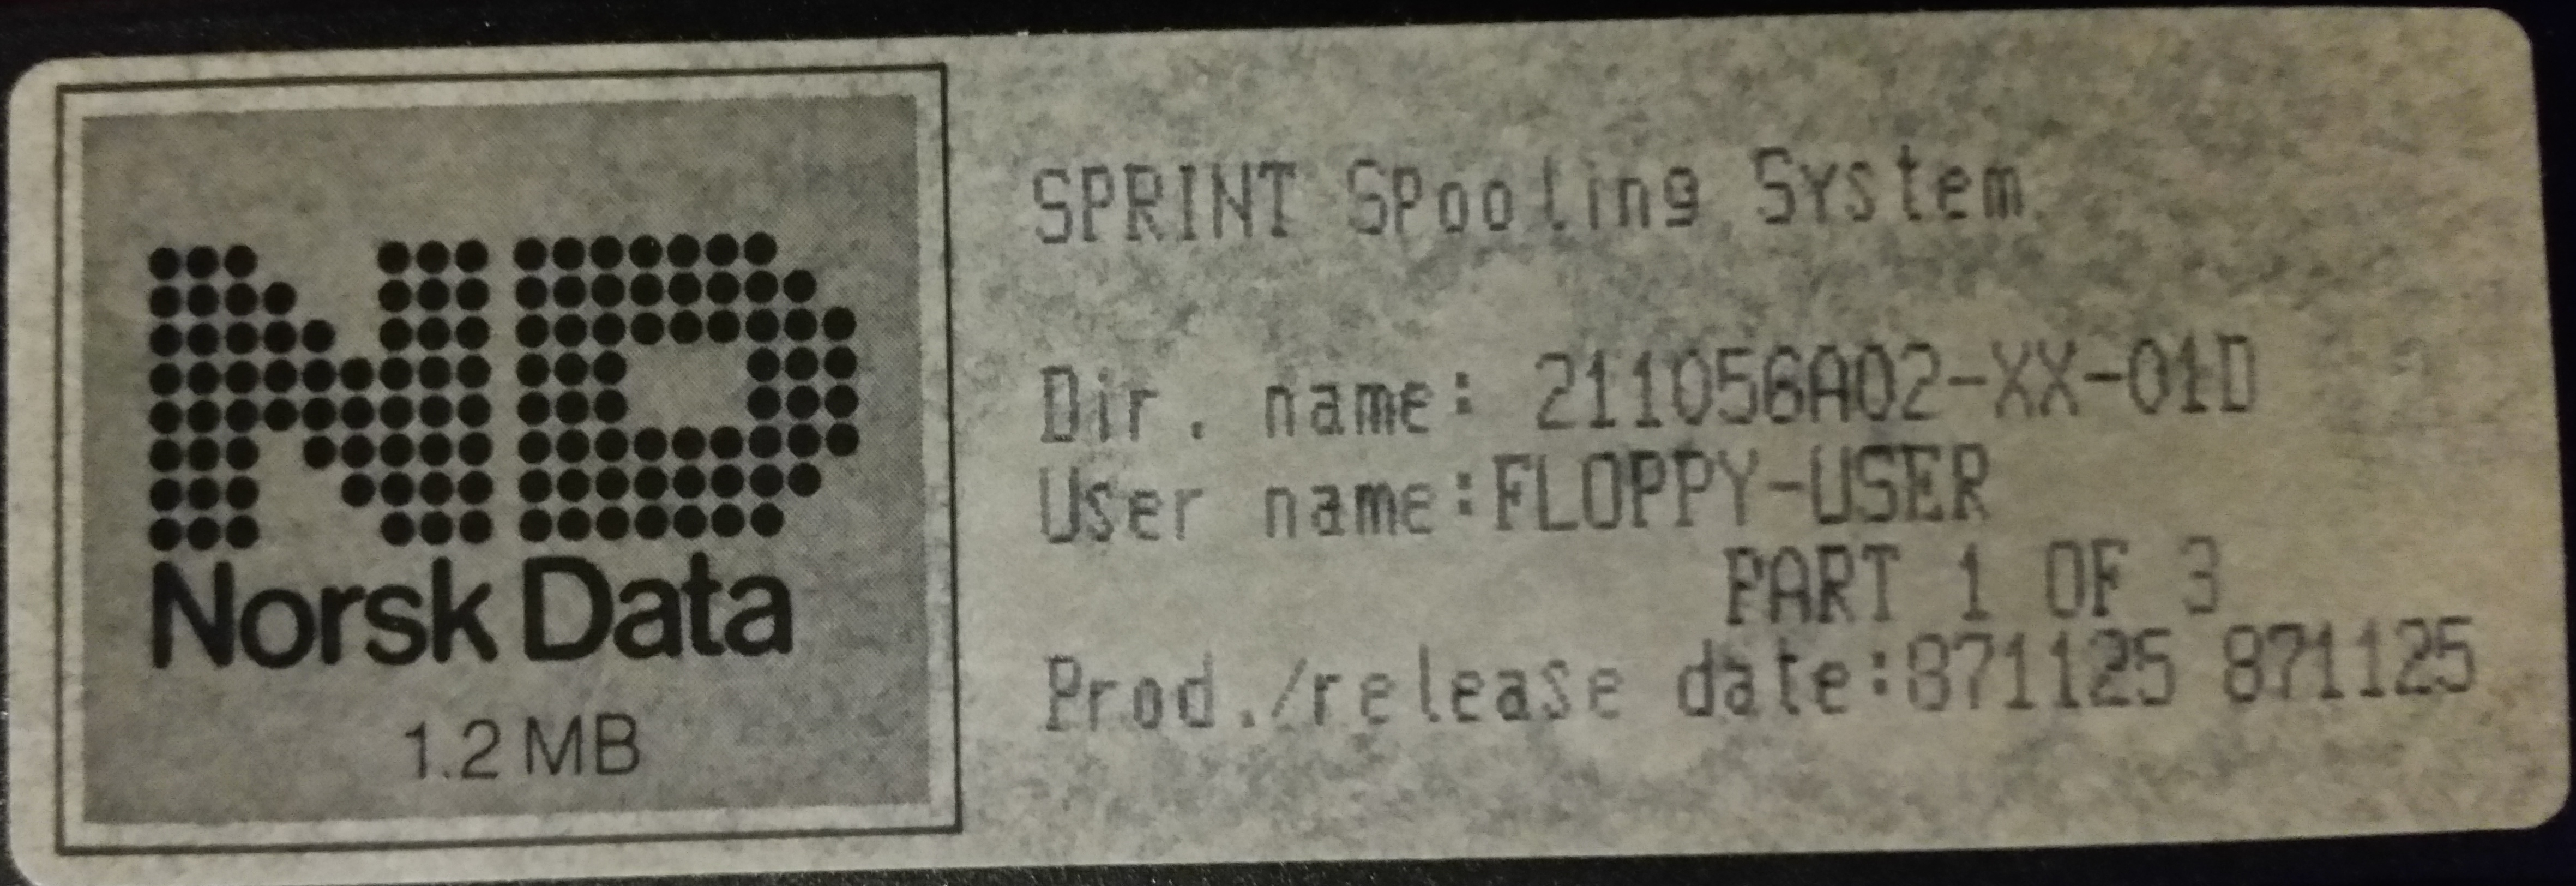 ND
Norsk Data
1.2 MB
SPRINT Spooling System
Dir. name: 211056A02-XX-01D
User name:FLOPPY-USER
PART 1 OF 3
Prod./release date:871125 871125